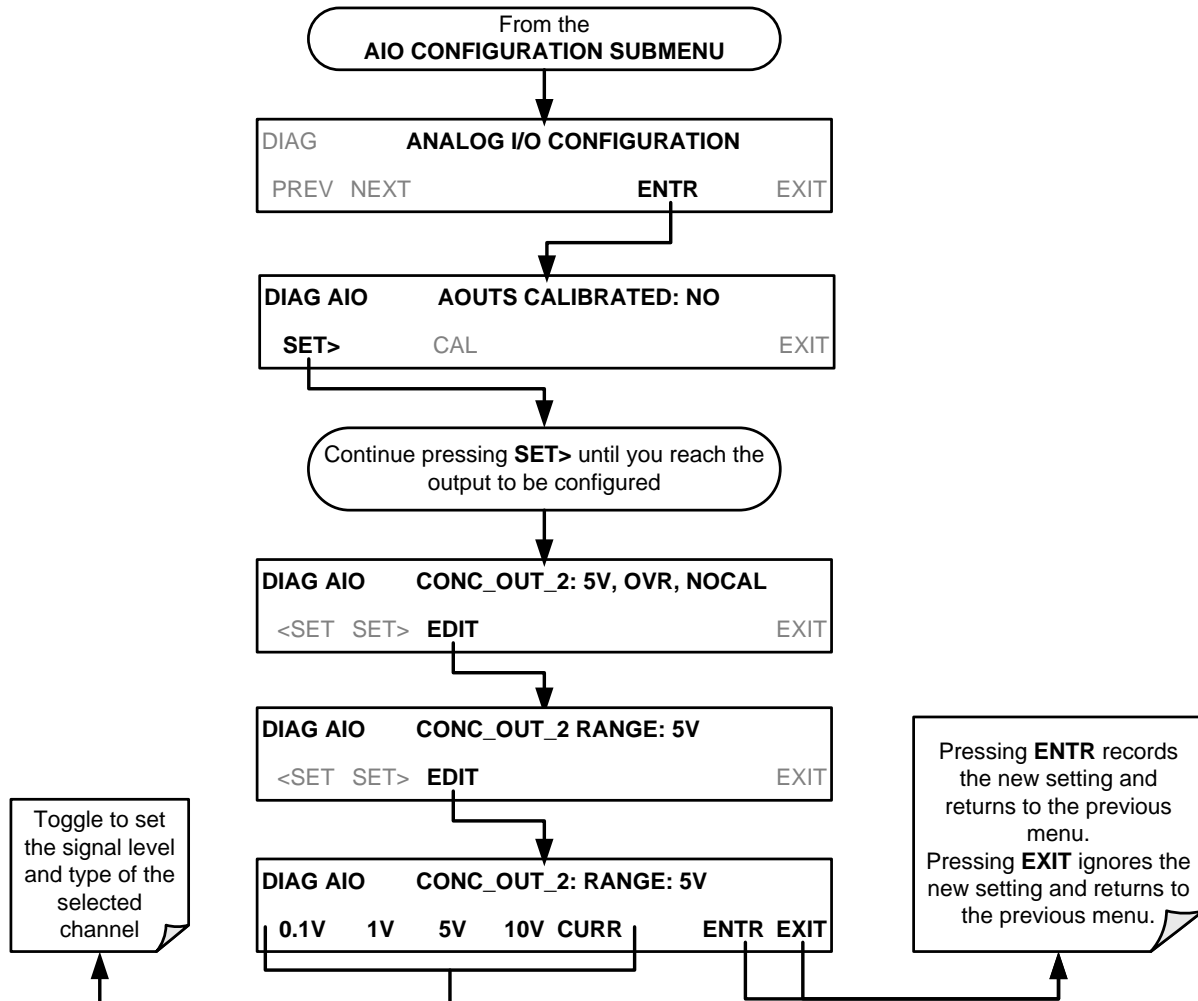 From the
AIO CONFIGURATION SUBMENU
DIAG ANALOG I/O CONFIGURATION
PREV NEXT ENTR EXIT
DIAG AIO AOUTS CALIBRATED: NO
SET> CAL EXIT
Continue pressing SET> until you reach the
output to be configured
DIAG AIO CONC_OUT_2: 5V, OVR, NOCAL
<SET SET> EDIT EXIT
DIAG AIO CONC_OUT_2 RANGE: 5V
<SET SET> EDIT EXIT
Toggle to set
the signal level
and type of the
selected
channel
DIAG AIO CONC_OUT_2: RANGE: 5V
0.1V 1V 5V 10V CURR ENTR EXIT
Pressing ENTR records
the new setting and
returns to the previous
menu.
Pressing EXIT ignores the
new setting and returns to
the previous menu.